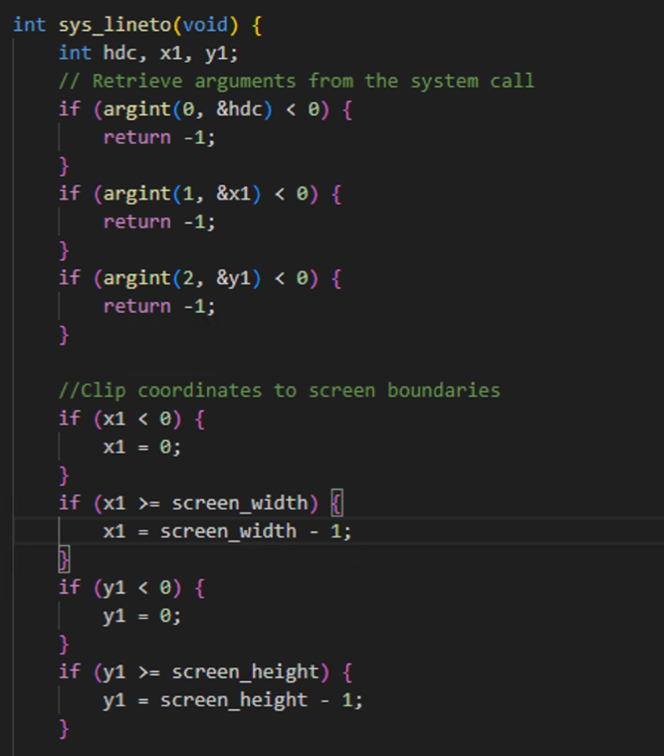 int sys_lineto(void) {
    int hdc, x1, y1;
    // Retrieve arguments from the system call
    if (argint(0, &hdc) < 0) {
        return -1;
    }
    if (argint(1, &x1) < 0) {
        return -1;
    }
    if (argint(2, &y1) < 0) {
        return -1;
    }

    //Clip coordinates to screen boundaries
    if (x1 < 0) {
        x1 = 0;
    }
    if (x1 >= screen_width) {
        x1 = screen_width - 1;
    }
    if (y1 < 0) {
        y1 = 0;
    }
    if (y1 >= screen_height) {
        y1 = screen_height - 1;
    }